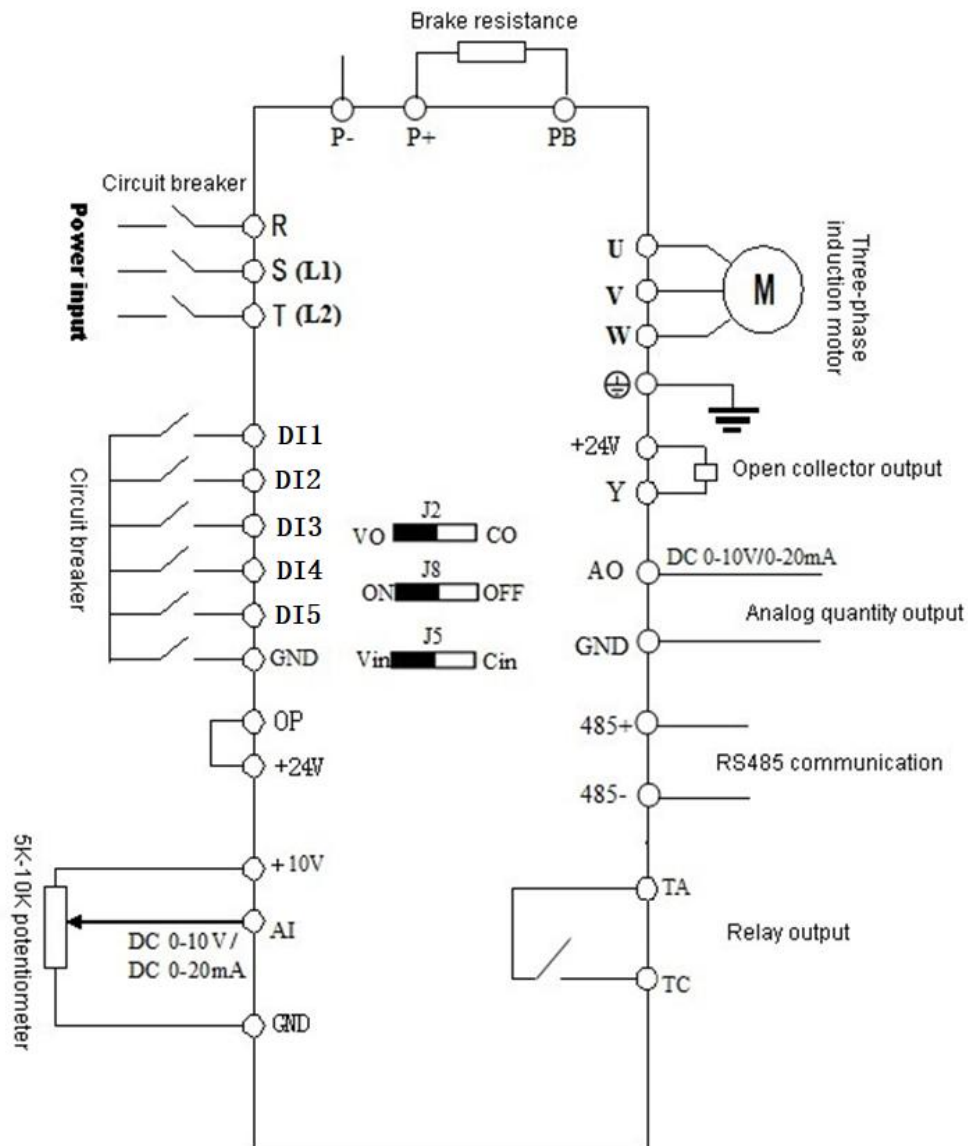 Brake resistance
P-
P+
PB
Circuit breaker
Power input
R
S (L1)
T (L2)
U
V
W
M
Three-phase
induction motor
+24V
Y
Open collector output
Circuit breaker
DI1
DI2
DI3
DI4
DI5
GND
J2
VO
CO
J8
ON
OFF
J5
Vin
Cin
AO
DC 0-10V/0-20mA
Analog quantity output
GND
OP
+24V
485+
RS485 communication
485-
5K-10K potentiometer
+10V
AI
DC 0-10V/
DC 0-20mA
GND
TA
Relay output
TC